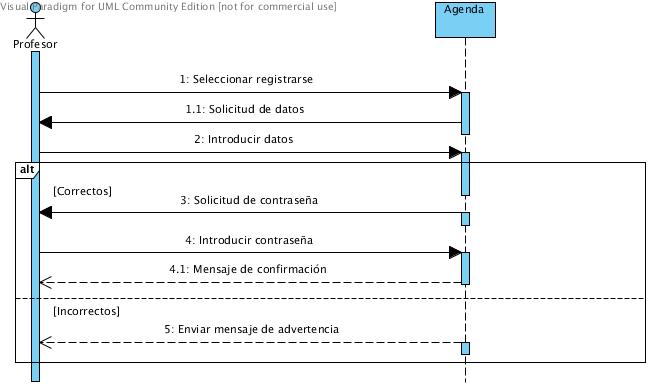 Visual Paradigm for UML Community Edition [not for commercial use]
Agenda
Profesor
1: Seleccionar registrarse
1.1: Solicitud de datos
2: Introducir datos
alt
[Correctos]
3: Solicitud de contraseña
4: Introducir contraseña
4.1: Mensaje de confirmación
[Incorrectos]
5: Enviar mensaje de advertencia